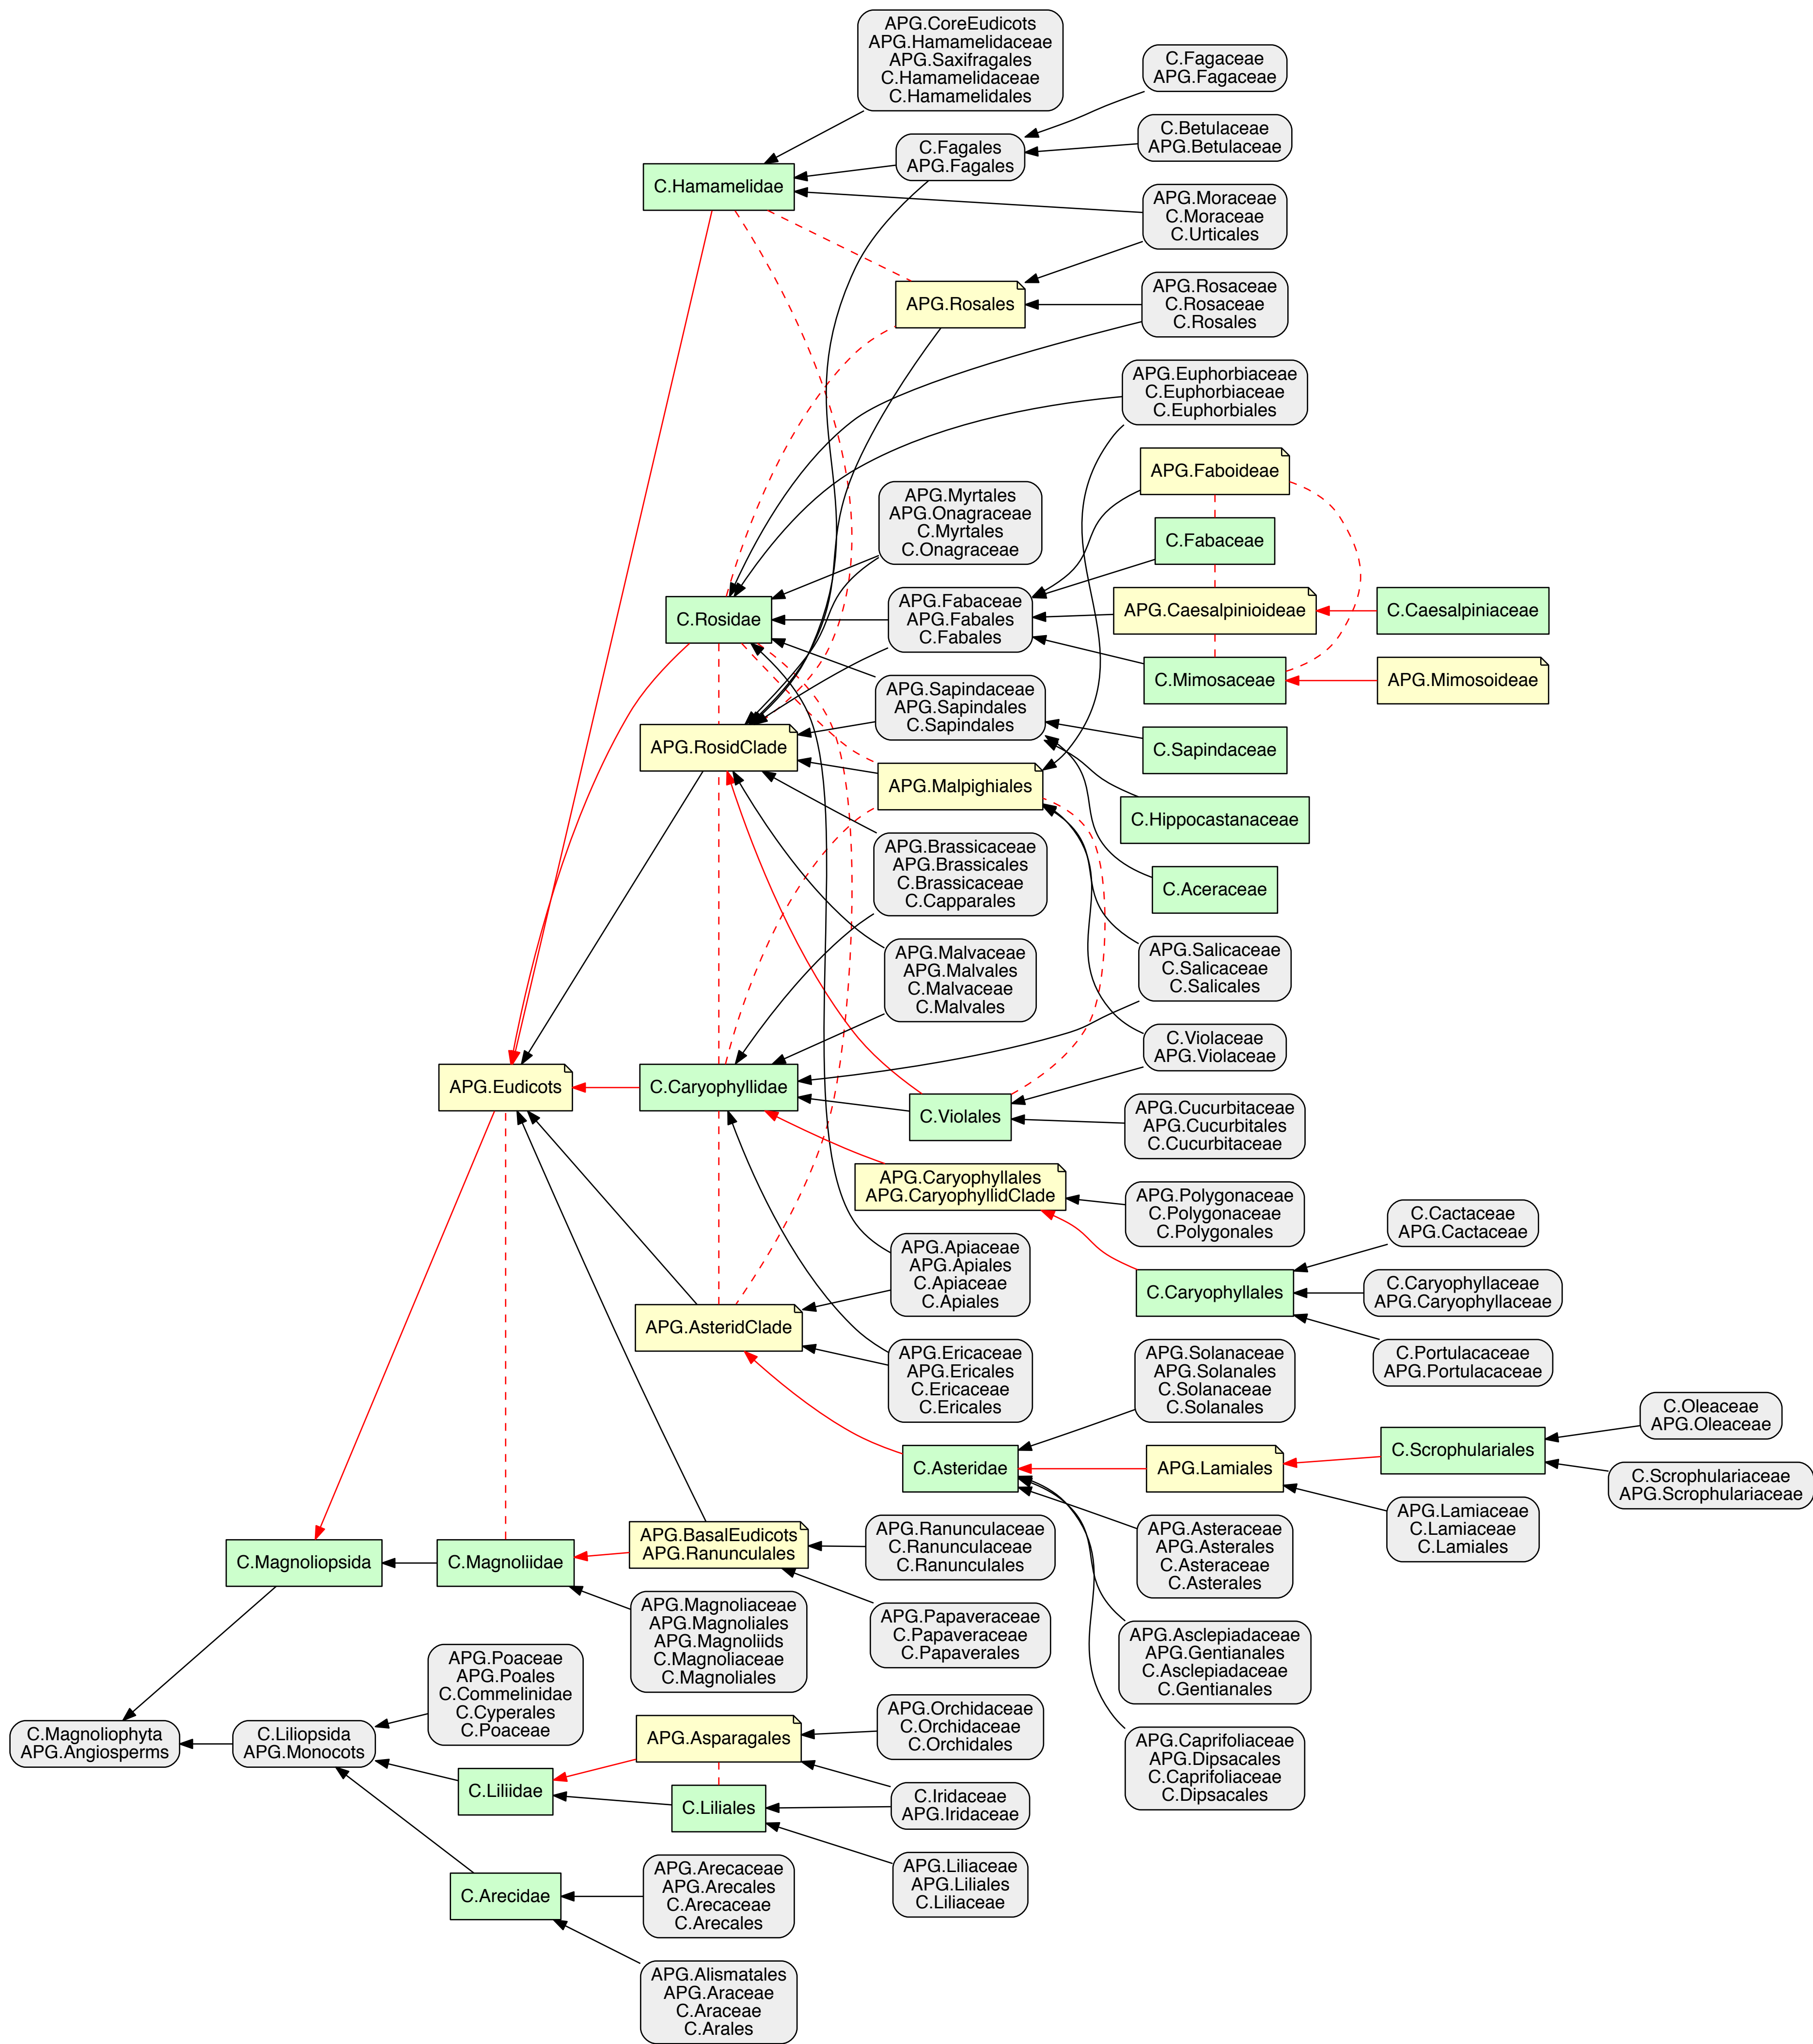 APG.CoreEudicots
APG.Hamamelidaceae
APG.Saxifragales
C.Hamamelidaceae
C.Hamamelidales
C.Fagaceae
APG.Fagaceae
C.Betulaceae
APG.Betulaceae
C.Fagales
APG.Fagales
C.Hamamelidae
APG.Moraceae
C.Moraceae
C.Urticales
APG.Rosales
APG.Rosaceae
C.Rosaceae
C.Rosales
APG.Euphorbiaceae
C.Euphorbiaceae
C.Euphorbiales
APG.Faboideae
APG.Myrtales
APG.Onagraceae
C.Myrtales
C.Onagraceae
C.Fabaceae
C.Rosidae
APG.Fabaceae
APG.Fabales
C.Fabales
APG.Caesalpinioideae
C.Caesalpiniaceae
C.Mimosaceae
APG.Mimosoideae
APG.Sapindaceae
APG.Sapindales
C.Sapindales
APG.RosidClade
C.Sapindaceae
APG.Malpighiales
C.Hippocastanaceae
APG.Brassicaceae
APG.Brassicales
C.Brassicaceae
C.Capparales
C.Aceraceae
APG.Malvaceae
APG.Malvales
C.Malvaceae
C.Malvales
APG.Salicaceae
C.Salicaceae
C.Salicales
C.Violaceae
APG.Violaceae
APG.Eudicots
C.Caryophyllidae
C.Violales
APG.Cucurbitaceae
APG.Cucurbitales
C.Cucurbitaceae
APG.Caryophyllales
APG.CaryophyllidClade
APG.Polygonaceae
C.Polygonaceae
C.Polygonales
C.Cactaceae
APG.Cactaceae
APG.Apiaceae
APG.Apiales
C.Apiaceae
C.Apiales
C.Caryophyllales
C.Caryophyllaceae
APG.Caryophyllaceae
APG.AsteridClade
C.Portulacaceae
APG.Portulacaceae
APG.Ericaceae
APG.Ericales
C.Ericaceae
C.Ericales
APG.Solanaceae
APG.Solanales
C.Solanaceae
C.Solanales
C.Oleaceae
APG.Oleaceae
C.Asteridae
APG.Lamiales
C.Scrophulariales
C.Scrophulariaceae
APG.Scrophulariaceae
APG.Lamiaceae
C.Lamiaceae
C.Lamiales
C.Magnoliopsida
C.Magnoliidae
APG.BasalEudicots
APG.Ranunculales
APG.Ranunculaceae
C.Ranunculaceae
C.Ranunculales
APG.Asteraceae
APG.Asterales
C.Asteraceae
C.Asterales
APG.Magnoliaceae
APG.Magnoliales
APG.Magnoliids
C.Magnoliaceae
C.Magnoliales
APG.Papaveraceae
C.Papaveraceae
C.Papaverales
APG.Asclepiadaceae
APG.Gentianales
C.Asclepiadaceae
C.Gentianales
APG.Poaceae
APG.Poales
C.Commelinidae
C.Cyperales
C.Poaceae
C.Magnoliophyta
APG.Angiosperms
C.Liliopsida
APG.Monocots
APG.Asparagales
APG.Orchidaceae
C.Orchidaceae
C.Orchidales
APG.Caprifoliaceae
APG.Dipsacales
C.Caprifoliaceae
C.Dipsacales
C.Liliidae
C.Liliales
C.Iridaceae
APG.Iridaceae
APG.Liliaceae
APG.Liliales
C.Liliaceae
C.Arecidae
APG.Arecaceae
APG.Arecales
C.Arecaceae
C.Arecales
APG.Alismatales
APG.Araceae
C.Araceae
C.Arales